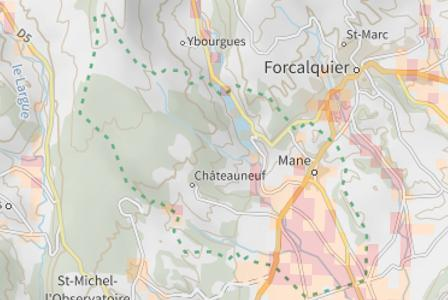 D5
St-Marc
Ybourgues
le Largue
Forcalquier
Mane
Châteauneuf
s
St-Michel-
l'Observatoire